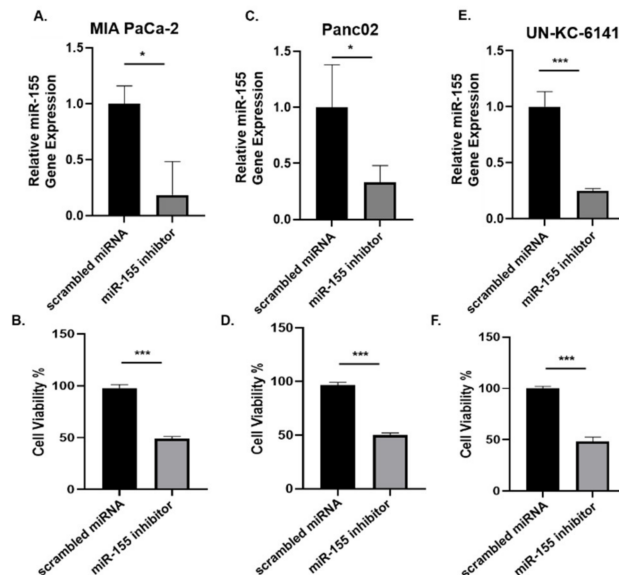 A.
MIA PaCa-2
*
Relative miR-155
Gene Expression
1.5
1.0
0.5
0.0
scrambled miRNA
miR-155 inhibtor
C.
Panc02
*
Relative miR-155
Gene Expression
1.5
1.0
0.5
0.0
scrambled miRNA
miR-155 inhibtor
E.
UN-KC-6141
***
Relative miR-155
Gene Expression
1.5
1.0
0.5
0.0
scrambled miRNA
miR-155 inhibitor
B.
***
Cell Viability %
150
100
50
0
scrambled miRNA
miR-155 inhibitor
D.
***
Cell Viability %
150
100
50
0
scrambled miRNA
miR-155 inhibitor
F.
***
Cell Viability %
150
100
50
0
scrambled miRNA
miR-155 inhibitor